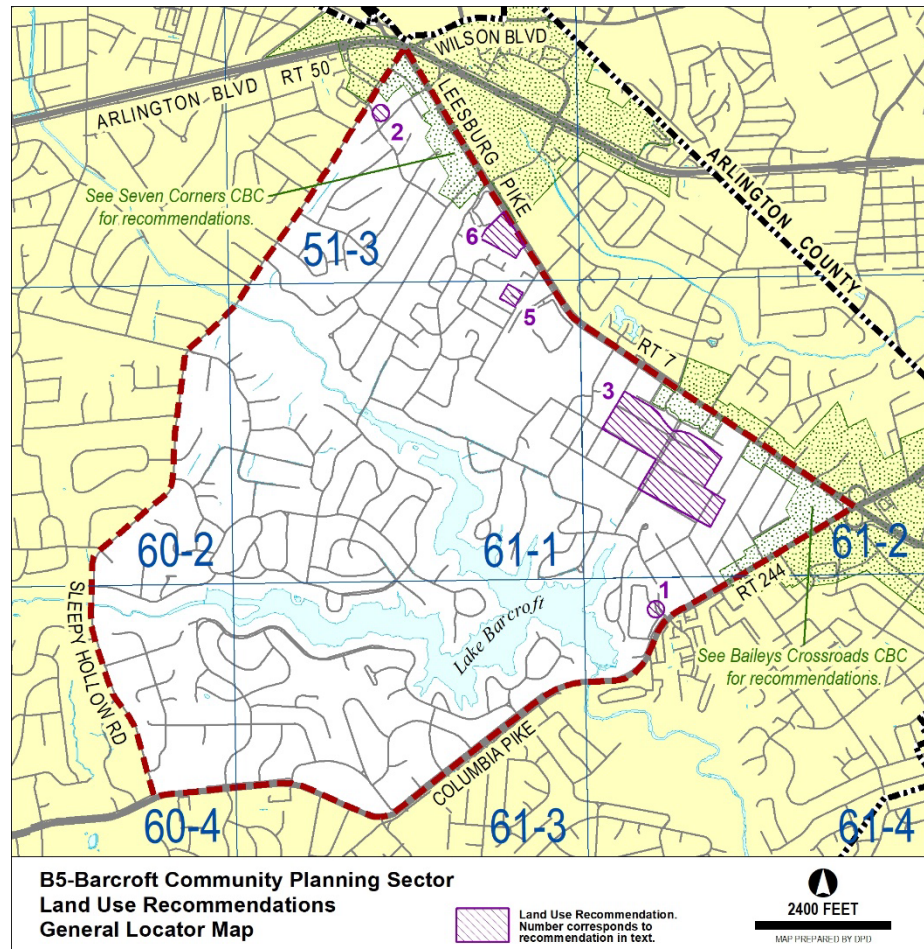 WILSON BLVD
ARLINGTON BLVD RT 50
LEESBURG PIKE
2
ARLINGTON COUNTY
See Seven Corners CBC
for recommendations.
6
51-3
5
RT 7
3
60-2
61-1
61-2
SLEEPY HOLLOW RD
1
RT 244
Lake Barcroft
See Baileys Crossroads CBC
for recommendations.
COLUMBIA PIKE
60-4
61-3
61-4
B5-Barcroft Community Planning Sector
Land Use Recommendations
General Locator Map
Land Use Recommendation.
Number corresponds to
recommendation in text.
2400 FEET
MAP PREPARED BY DPD